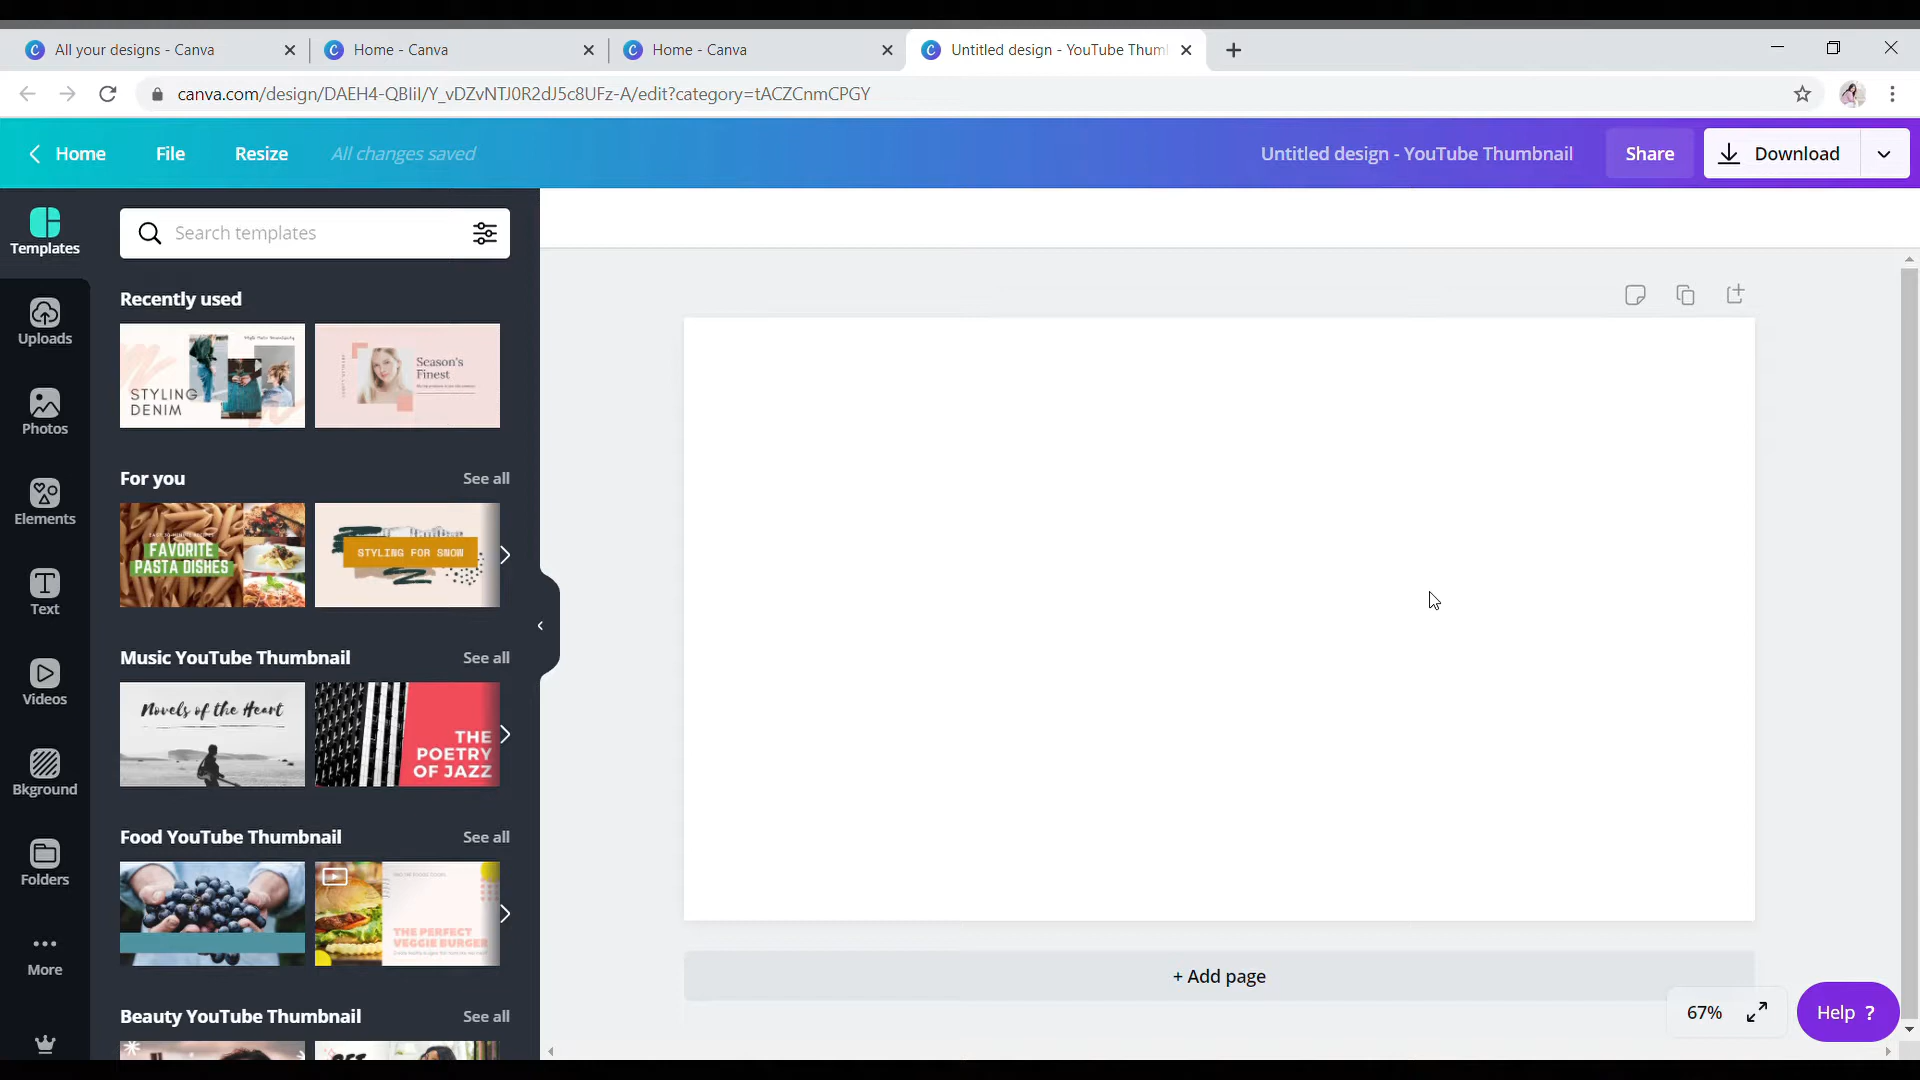 All your designs - Canva
Home - Canva
Home - Canva
Untitled design - YouTube Thum
canva.com/design/DAEH4-QBIiI/Y_vDZvNTJ0R2dJ5c8UFz-A/edit?category=tACZCnmCPGY
Home
File
Resize
All changes saved
Untitled design - YouTube Thumbnail
Share
Download
Templates
Uploads
Photos
Elements
Text
Videos
Bkground
Folders
More
Search templates
Recently used
STYLING
DENIM
Season's
Finest
For you
See all
FAVORITE
PASTA DISHES
STYLING FOR SNOW
Music YouTube Thumbnail
See all
Novels of the Heart
THE
POETRY
OF JAZZ
Food YouTube Thumbnail
See all
THE PERFECT
VEGGIE BURGER
Beauty YouTube Thumbnail
See all
+ Add page
67%
Help ?